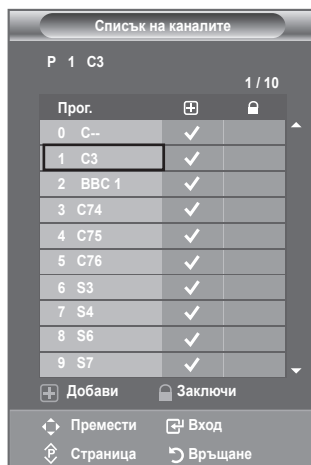 Списък на каналите
P 1 C3
1 / 10
Прог.
0 C--
1 C3
2 BBC 1
3 C74
4 C75
5 C76
6 S3
7 S4
8 S6
9 S7
Добави Заключи
Премести Вход
Страница Връщане